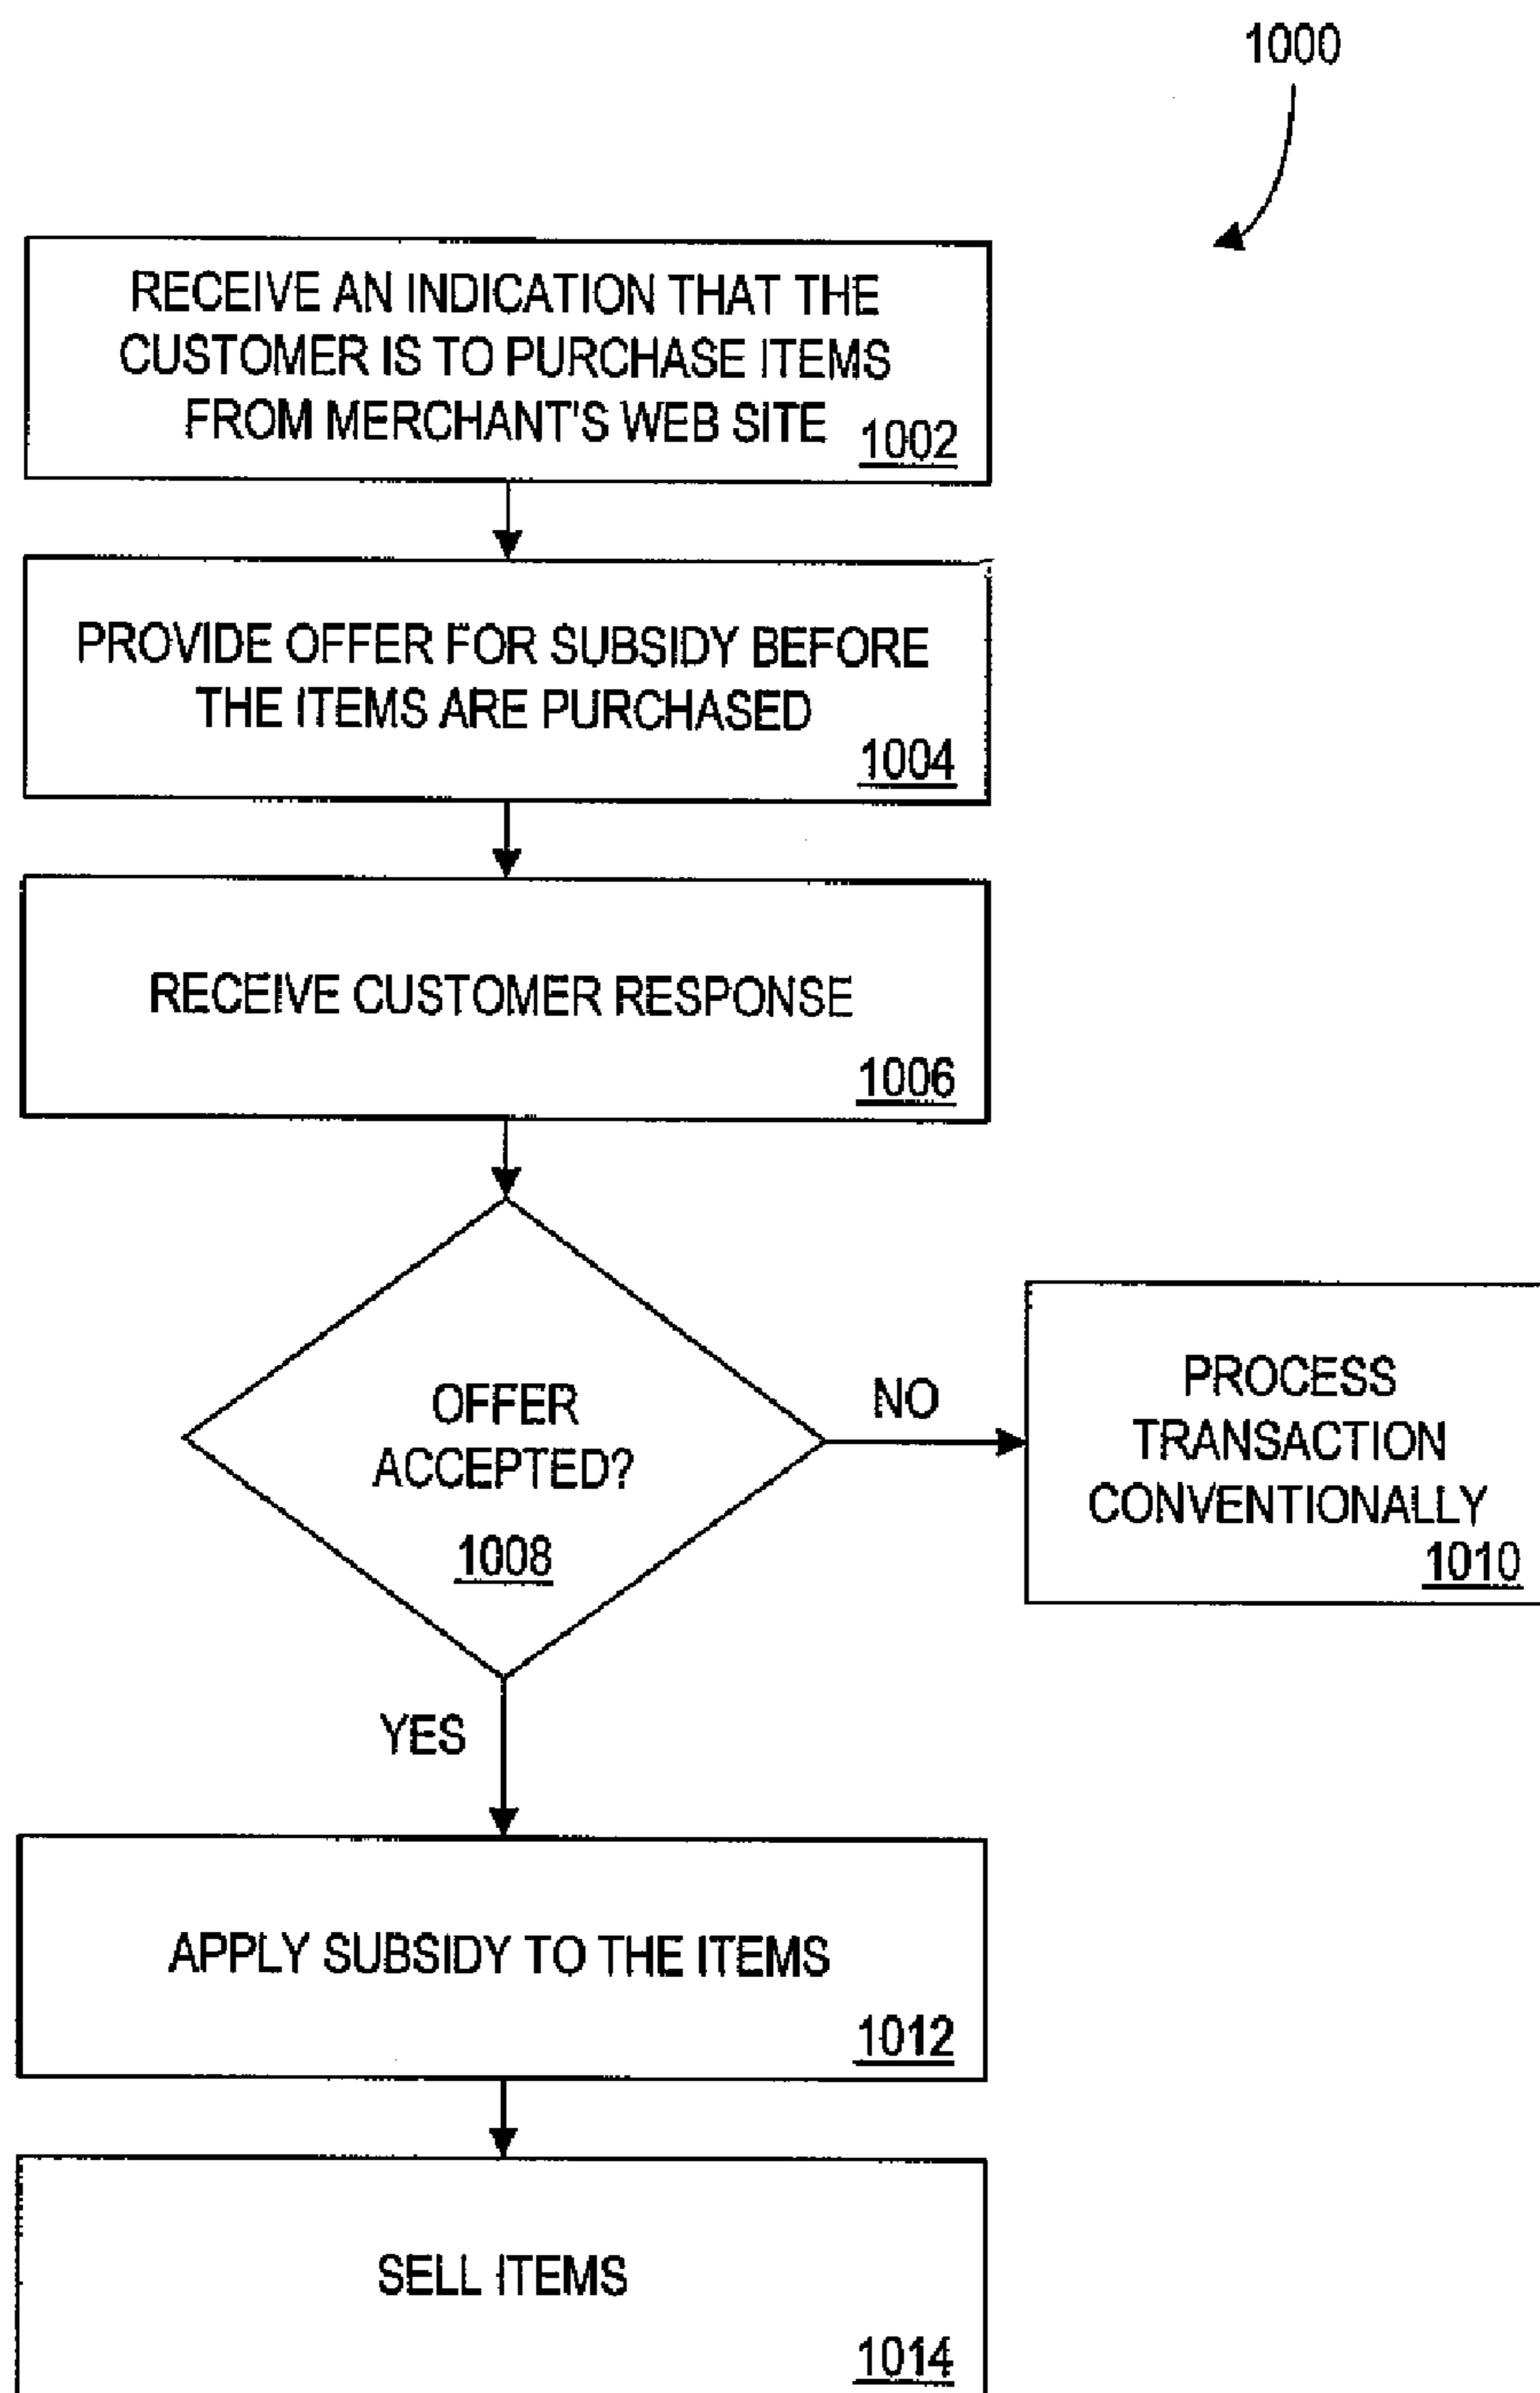 1000
RECEIVE AN INDICATION THAT THE
CUSTOMER IS TO PURCHASE ITEMS
FROM MERCHANT'S WEB SITE
1002
PROVIDE OFFER FOR SUBSIDY BEFORE
THE ITEMS ARE PURCHASED
1004
RECEIVE CUSTOMER RESPONSE
1006
OFFER
ACCEPTED?
1008
NO
PROCESS
TRANSACTION
CONVENTIONALLY
1010
YES
APPLY SUBSIDY TO THE ITEMS
1012
SELL ITEMS
1014